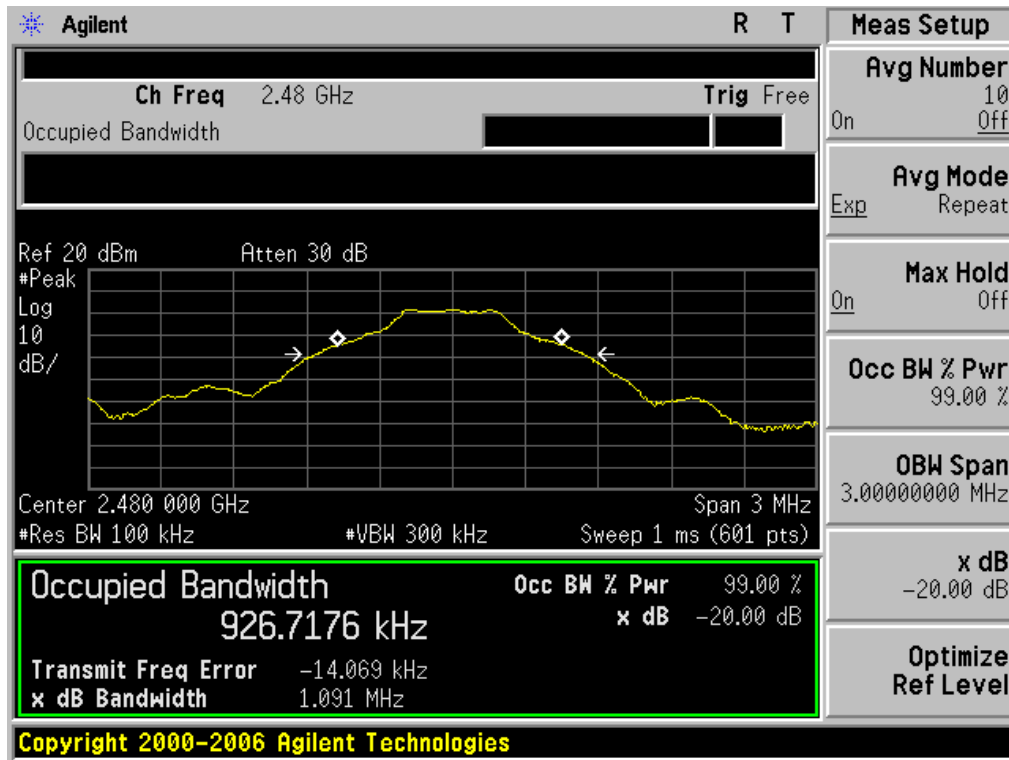 Agilent R T
Ch Freq 2.48 GHz Trig Free
Occupied Bandwidth
Ref 20 dBm Atten 30 dB
#Peak
Log
10
dB/
Center 2.480 000 GHz Span 3 MHz
#Res BW 100 kHz #VBW 300 kHz Sweep 1 ms (601 pts)
Occupied Bandwidth
926.7176 kHz
Occ BW % Pwr 99.00 %
x dB -20.00 dB
Transmit Freq Error -14.069 kHz
x dB Bandwidth 1.091 MHz
Copyright 2000-2006 Agilent Technologies
Meas Setup
Avg Number
10
On Off
Avg Mode
Exp Repeat
Max Hold
On Off
Occ BW % Pwr
99.00 %
OBW Span
3.00000000 MHz
x dB
-20.00 dB
Optimize
Ref Level